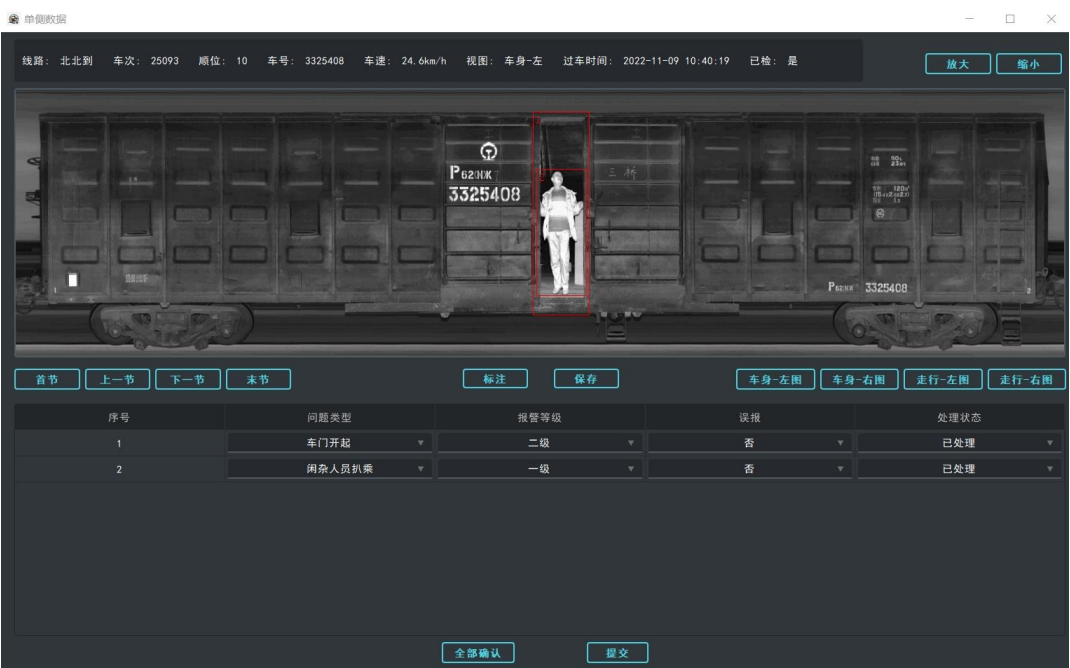 单侧数据
线路: 北北到 车次: 25093 顺位: 10 车号: 3325408 车速: 24.6km/h 视图: 车身-左 过车时间: 2022-11-09 10:40:19 已检: 是
放大 缩小
P62(N)K
3325408
三桥
P62(N)K 3325408
1
2
首节 上一节 下一节 末节 标注 保存 车身-左图 车身-右图 走行-左图 走行-右图
序号 问题类型 报警等级 误报 处理状态
1 车门开起 二级 否 已处理
2 闲杂人员扒乘 一级 否 已处理
全部确认 提交